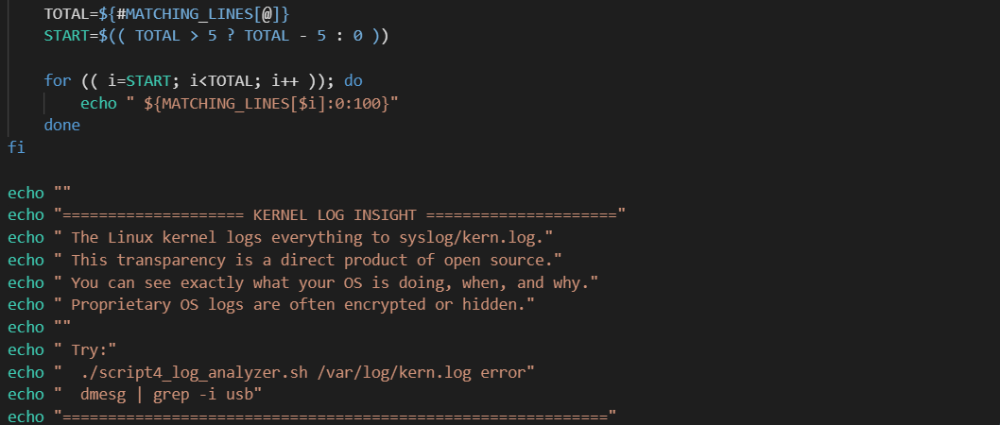 TOTAL=${#MATCHING_LINES[@]}
START=$(( TOTAL > 5 ? TOTAL - 5 : 0 ))
for (( i=START; i<TOTAL; i++ )); do
echo " ${MATCHING_LINES[$i]:0:100}"
done
fi
echo ""
echo "==================== KERNEL LOG INSIGHT ====================="
echo " The Linux kernel logs everything to syslog/kern.log."
echo " This transparency is a direct product of open source."
echo " You can see exactly what your OS is doing, when, and why."
echo " Proprietary OS logs are often encrypted or hidden."
echo ""
echo " Try:"
echo "  ./script4_log_analyzer.sh /var/log/kern.log error"
echo "  dmesg | grep -i usb"
echo "============================================================"